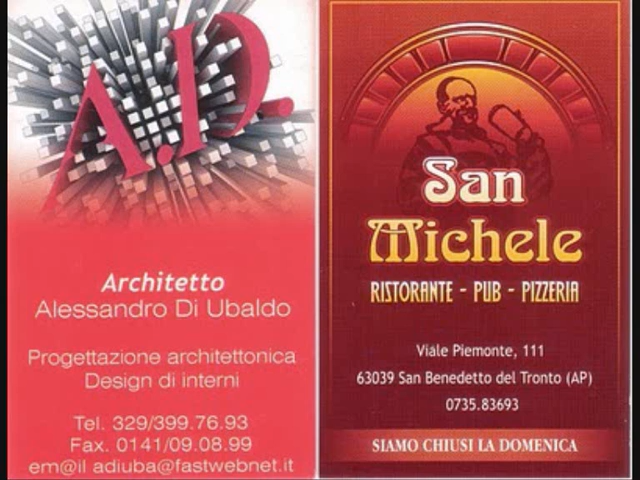 A.D.
Architetto
Alessandro Di Ubaldo
Progettazione architettonica
Design di interni
Tel. 329/399.76.93
Fax. 0141/09.08.99
em@il adiuba@fastwebnet.it
San
Michele
RISTORANTE - PUB - PIZZERIA
Viale Piemonte, 111
63039 San Benedetto del Tronto (AP)
0735.83693
SIAMO CHIUSI LA DOMENICA